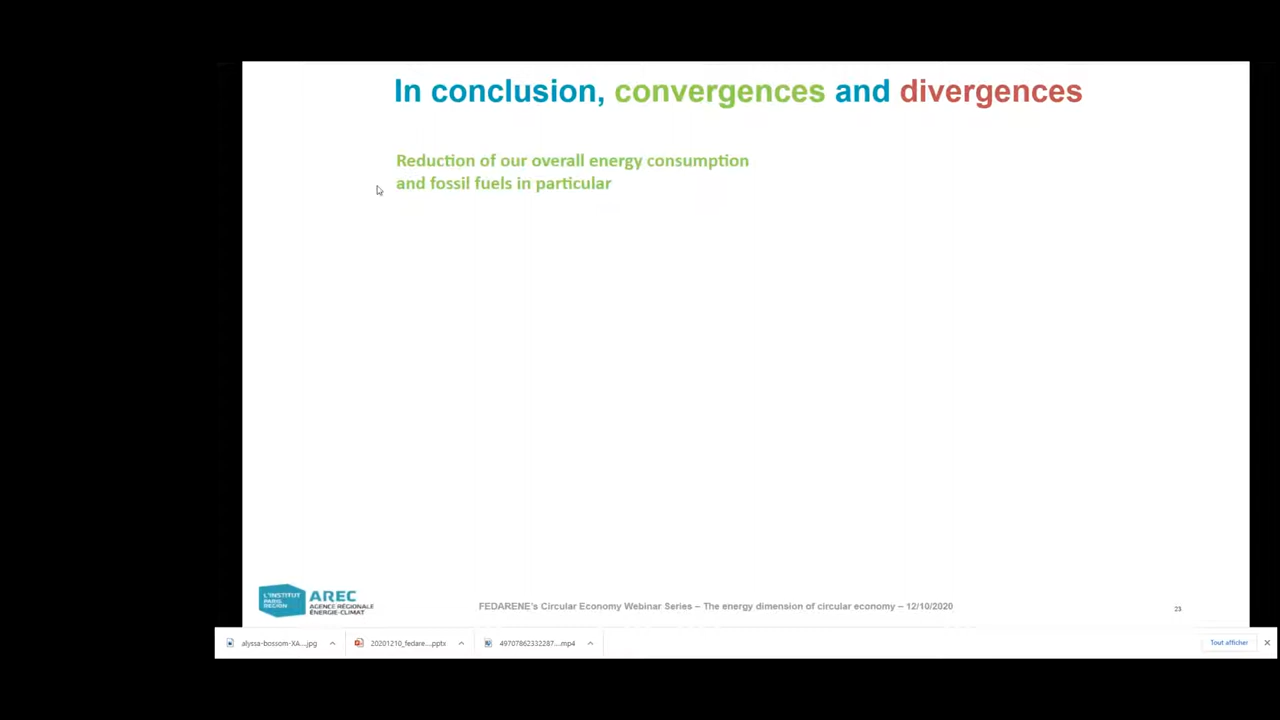 In conclusion, convergences and divergences
Reduction of our overall energy consumption
and fossil fuels in particular
L'INSTITUT
PARIS
REGION
AREC
AGENCE RÉGIONALE
ÉNERGIE-CLIMAT
FEDARENE's Circular Economy Webinar Series – The energy dimension of circular economy – 12/10/2020
23
alyssa-bossom-XA....jpg
20201210_fedare....pptx
49707862332287....mp4
Tout afficher